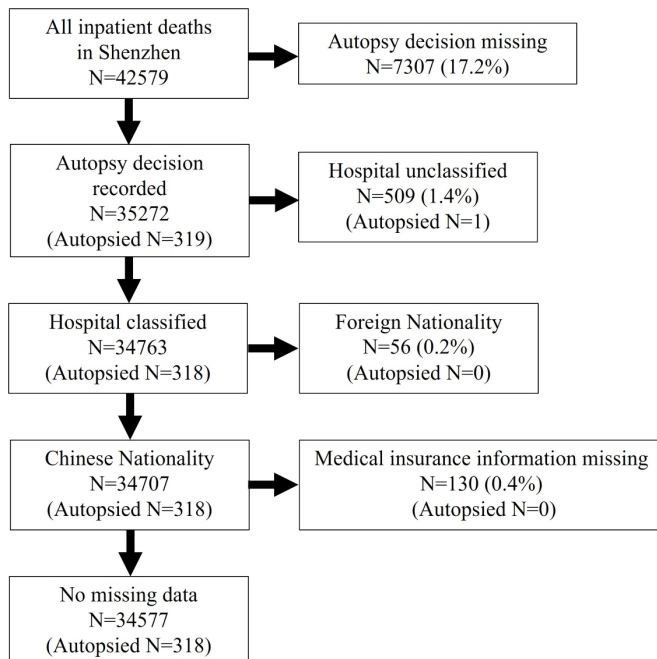 All inpatient deaths
in Shenzhen
N=42579
Autopsy decision missing
N=7307 (17.2%)
Autopsy decision
recorded
N=35272
(Autopsied N=319)
Hospital unclassified
N=509 (1.4%)
(Autopsied N=1)
Hospital classified
N=34763
(Autopsied N=318)
Foreign Nationality
N=56 (0.2%)
(Autopsied N=0)
Chinese Nationality
N=34707
(Autopsied N=318)
Medical insurance information missing
N=130 (0.4%)
(Autopsied N=0)
No missing data
N=34577
(Autopsied N=318)